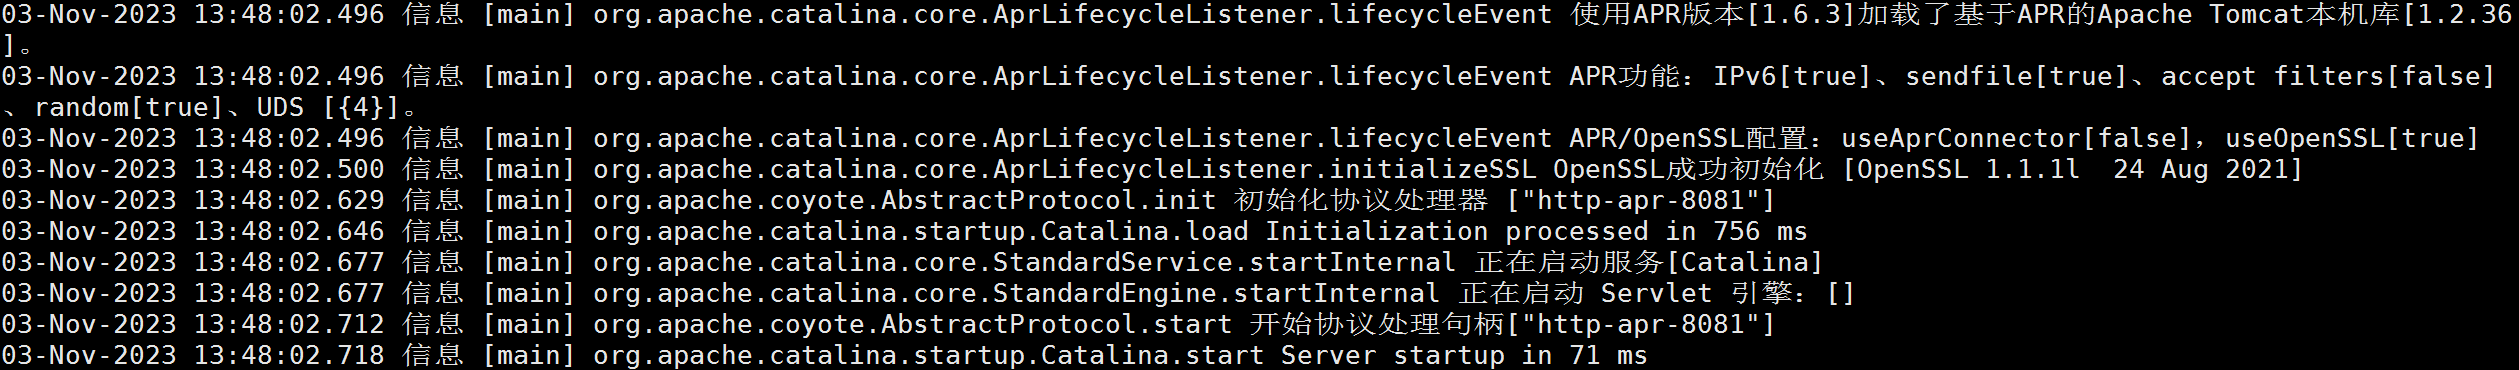 03-Nov-2023 13:48:02.496 信息 [main] org.apache.catalina.core.AprLifecycleListener.lifecycleEvent 使用APR版本[1.6.3]加载了基于APR的Apache Tomcat本机库[1.2.36
]。
03-Nov-2023 13:48:02.496 信息 [main] org.apache.catalina.core.AprLifecycleListener.lifecycleEvent APR功能：IPv6[true]、sendfile[true]、accept filters[false]
、random[true]、UDS [{4}]。
03-Nov-2023 13:48:02.496 信息 [main] org.apache.catalina.core.AprLifecycleListener.lifecycleEvent APR/OpenSSL配置：useAprConnector[false]，useOpenSSL[true]
03-Nov-2023 13:48:02.500 信息 [main] org.apache.catalina.core.AprLifecycleListener.initializeSSL OpenSSL成功初始化 [OpenSSL 1.1.1l  24 Aug 2021]
03-Nov-2023 13:48:02.629 信息 [main] org.apache.coyote.AbstractProtocol.init 初始化协议处理器 ["http-apr-8081"]
03-Nov-2023 13:48:02.646 信息 [main] org.apache.catalina.startup.Catalina.load Initialization processed in 756 ms
03-Nov-2023 13:48:02.677 信息 [main] org.apache.catalina.core.StandardService.startInternal 正在启动服务[Catalina]
03-Nov-2023 13:48:02.677 信息 [main] org.apache.catalina.core.StandardEngine.startInternal 正在启动 Servlet 引擎：[]
03-Nov-2023 13:48:02.712 信息 [main] org.apache.coyote.AbstractProtocol.start 开始协议处理句柄["http-apr-8081"]
03-Nov-2023 13:48:02.718 信息 [main] org.apache.catalina.startup.Catalina.start Server startup in 71 ms